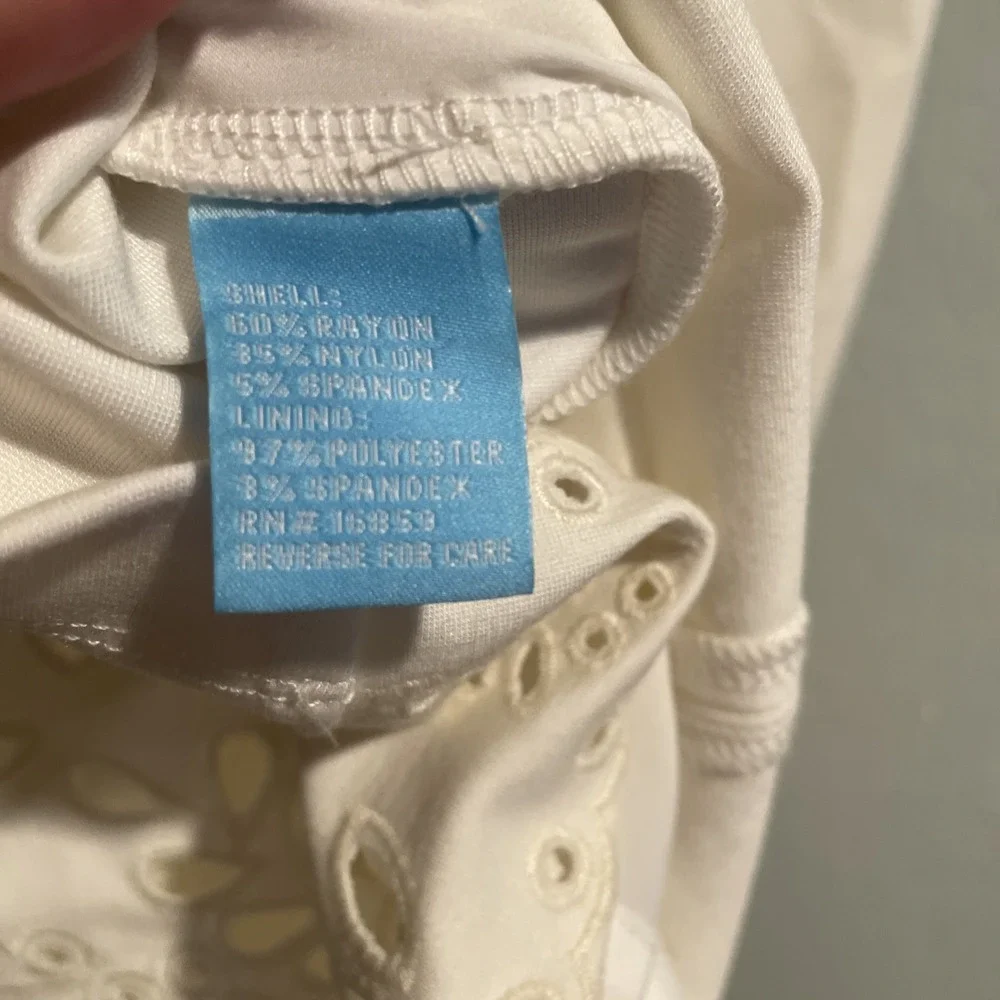 SHELL:
60% RAYON
35% NYLON
5% SPANDEX
LINING:
97% POLYESTER
3% SPANDEX
RN# 16853
REVERSE FOR CARE